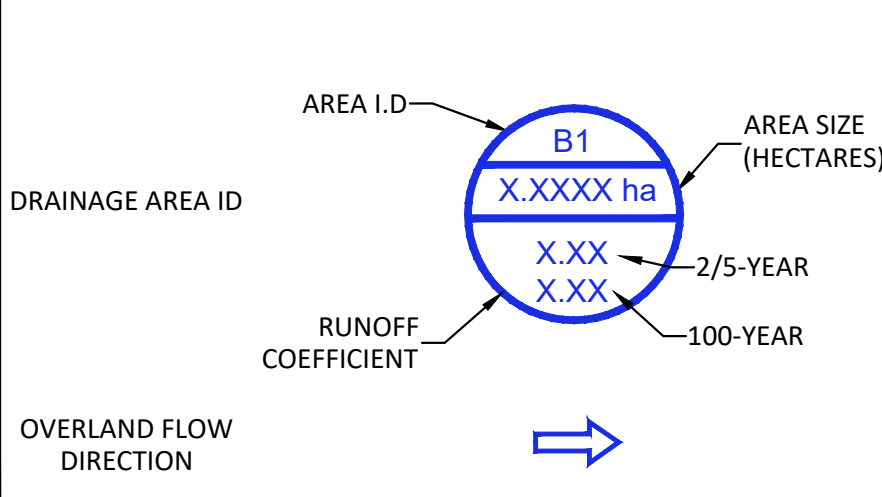 AREA I.D
B1
AREA SIZE
(HECTARES)
DRAINAGE AREA ID
X.XXXX ha
X.XX
2/5-YEAR
X.XX
100-YEAR
RUNOFF
COEFFICIENT
OVERLAND FLOW
DIRECTION